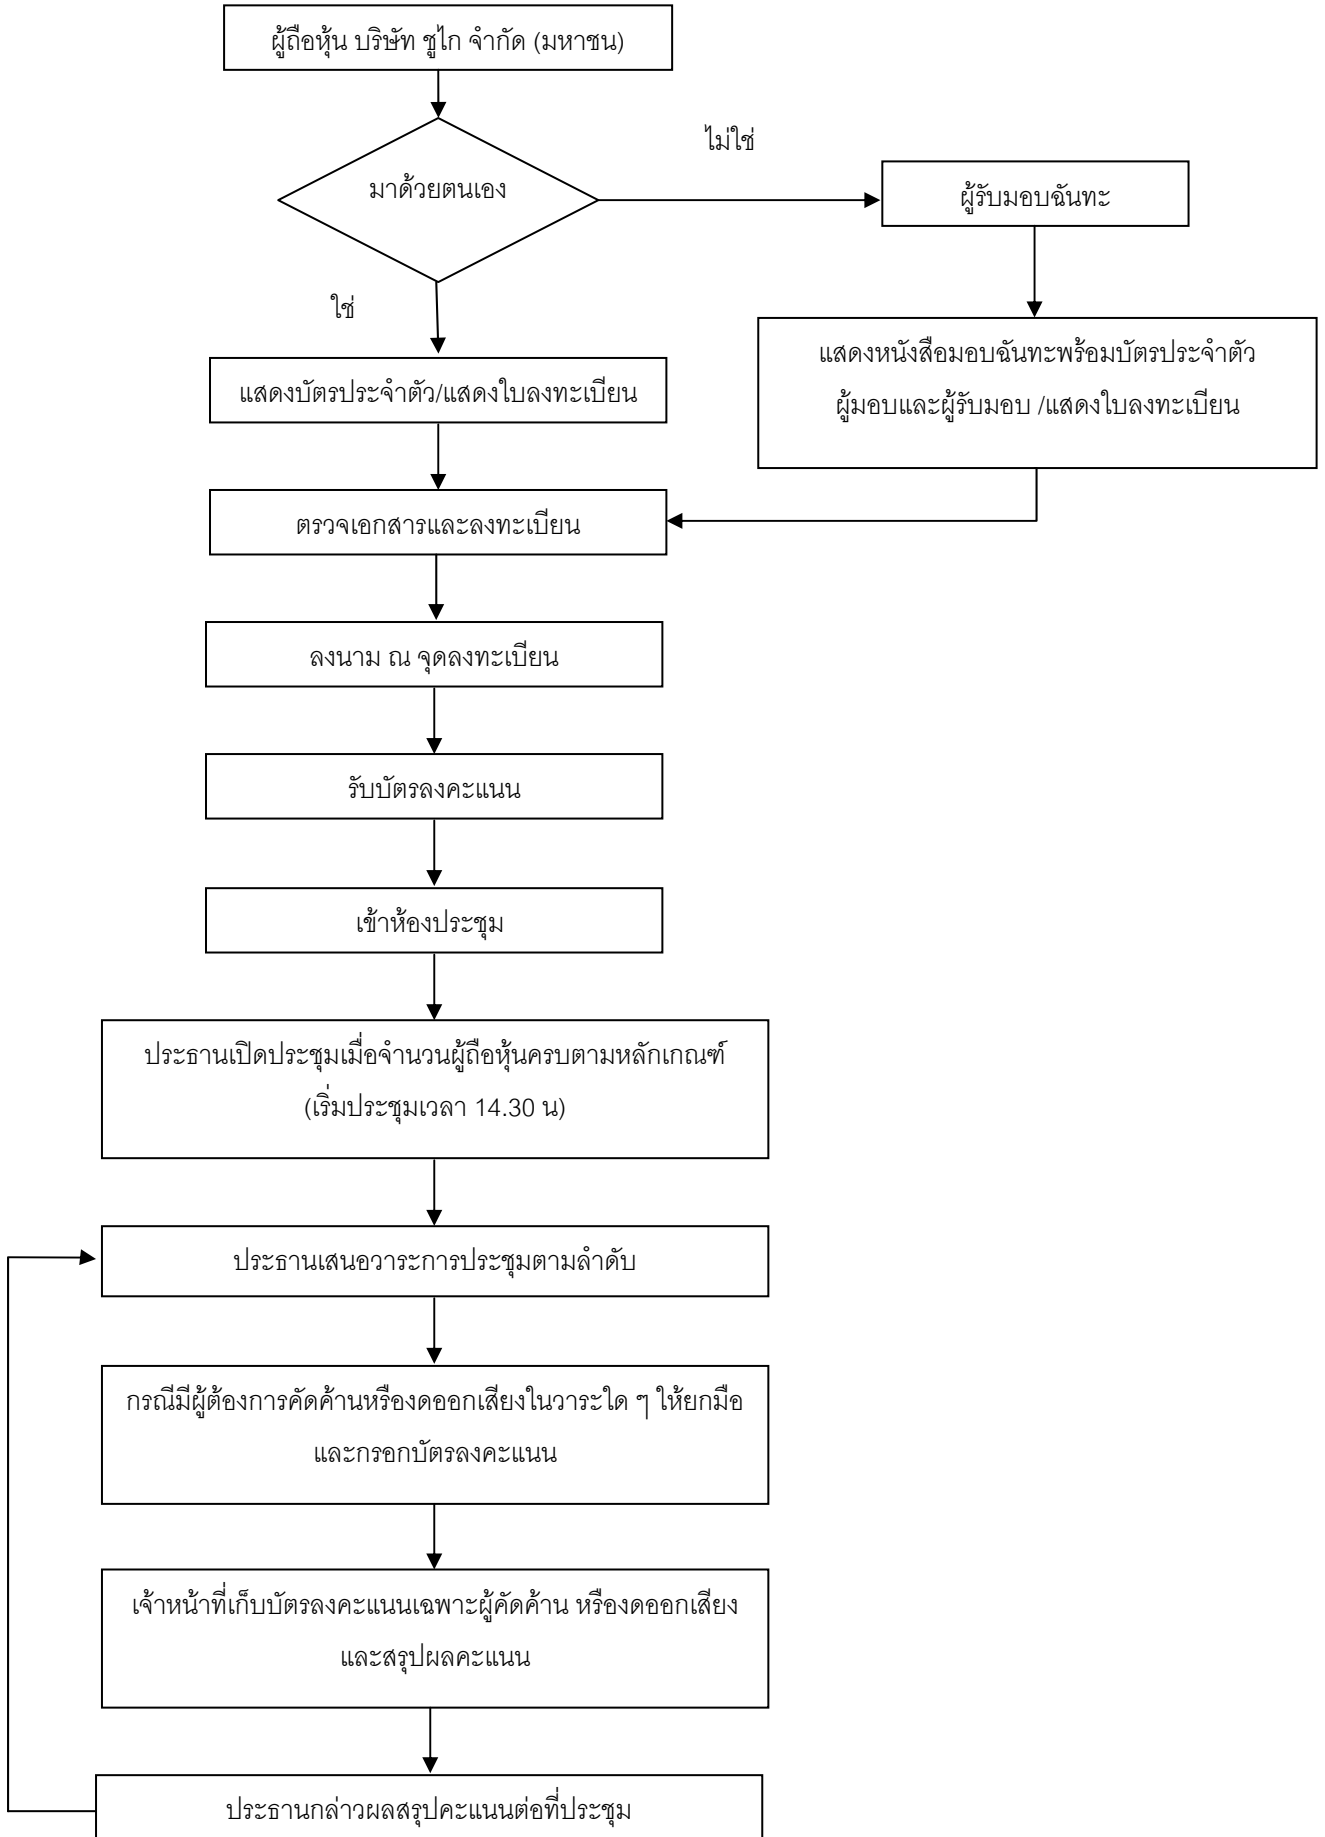 ผู้ถือหุ้น บริษัท ชูไก จำกัด (มหาชน)
มาด้วยตนเอง
ไม่ใช่
ผู้รับมอบฉันทะ
ใช่
แสดงหนังสือมอบฉันทะพร้อมบัตรประจำตัว
ผู้มอบและผู้รับมอบ /แสดงใบลงทะเบียน
แสดงบัตรประจำตัว/แสดงใบลงทะเบียน
ตรวจเอกสารและลงทะเบียน
ลงนาม ณ จุดลงทะเบียน
รับบัตรลงคะแนน
เข้าห้องประชุม
ประธานเปิดประชุมเมื่อจำนวนผู้ถือหุ้นครบตามหลักเกณฑ์
(เริ่มประชุมเวลา 14.30 น)
ประธานเสนอวาระการประชุมตามลำดับ
กรณีมีผู้ต้องการคัดค้านหรืองดออกเสียงในวาระใด ๆ ให้ยกมือ
และกรอกบัตรลงคะแนน
เจ้าหน้าที่เก็บบัตรลงคะแนนเฉพาะผู้คัดค้าน หรืองดออกเสียง
และสรุปผลคะแนน
ประธานกล่าวผลสรุปคะแนนต่อที่ประชุม